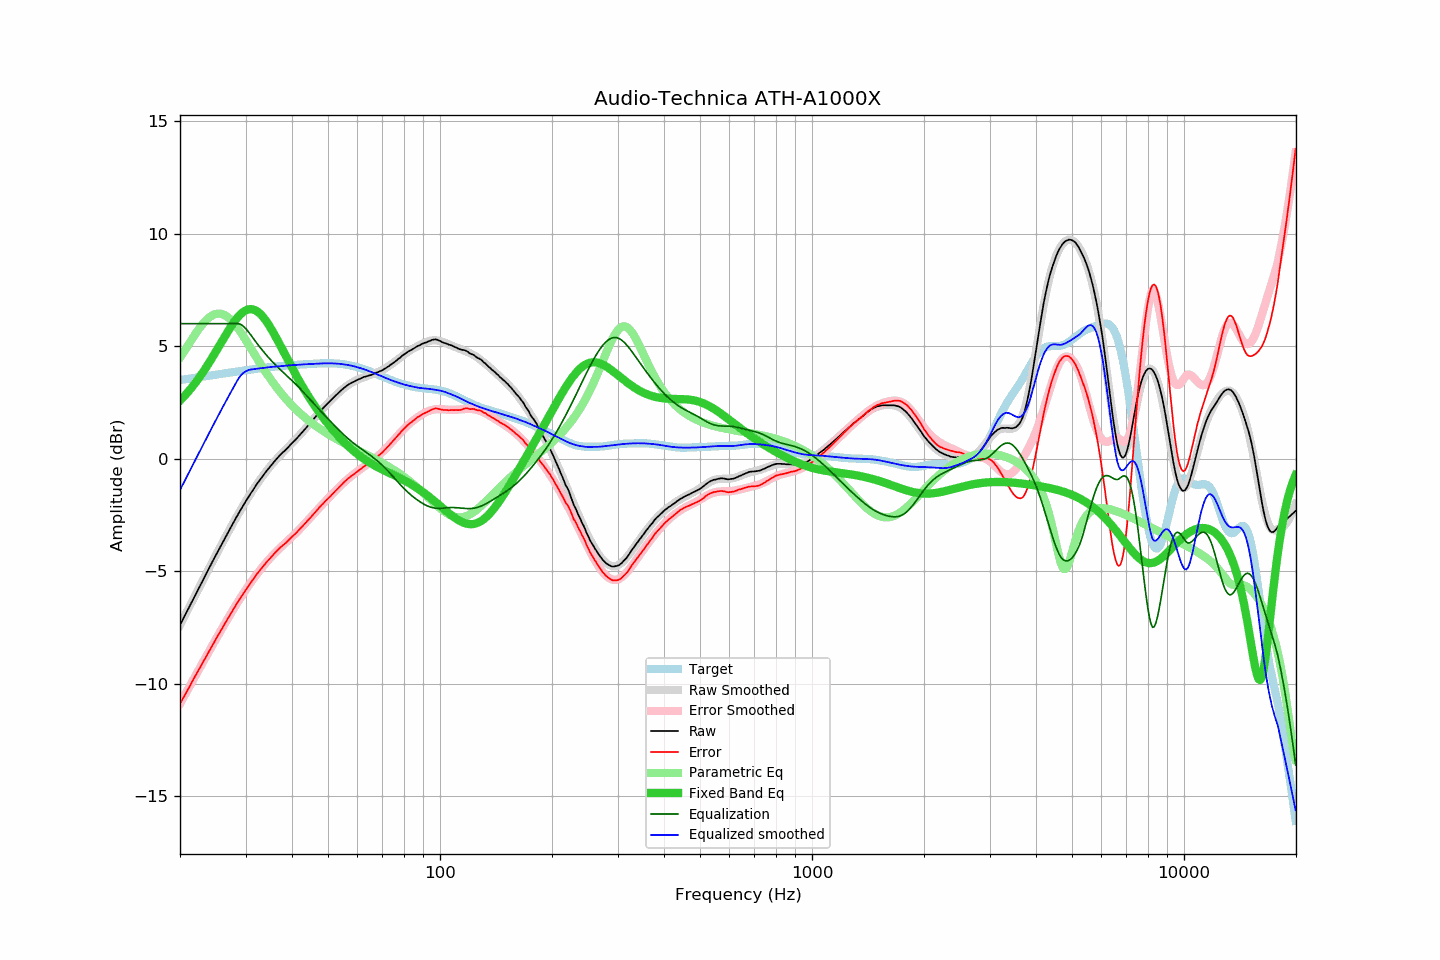 Audio-Technica ATH-A1000X
15
10
5
0
−5
−10
−15
Amplitude (dBr)
Target
Raw Smoothed
Error Smoothed
Raw
Error
Parametric Eq
Fixed Band Eq
Equalization
Equalized smoothed
100
1000
10000
Frequency (Hz)